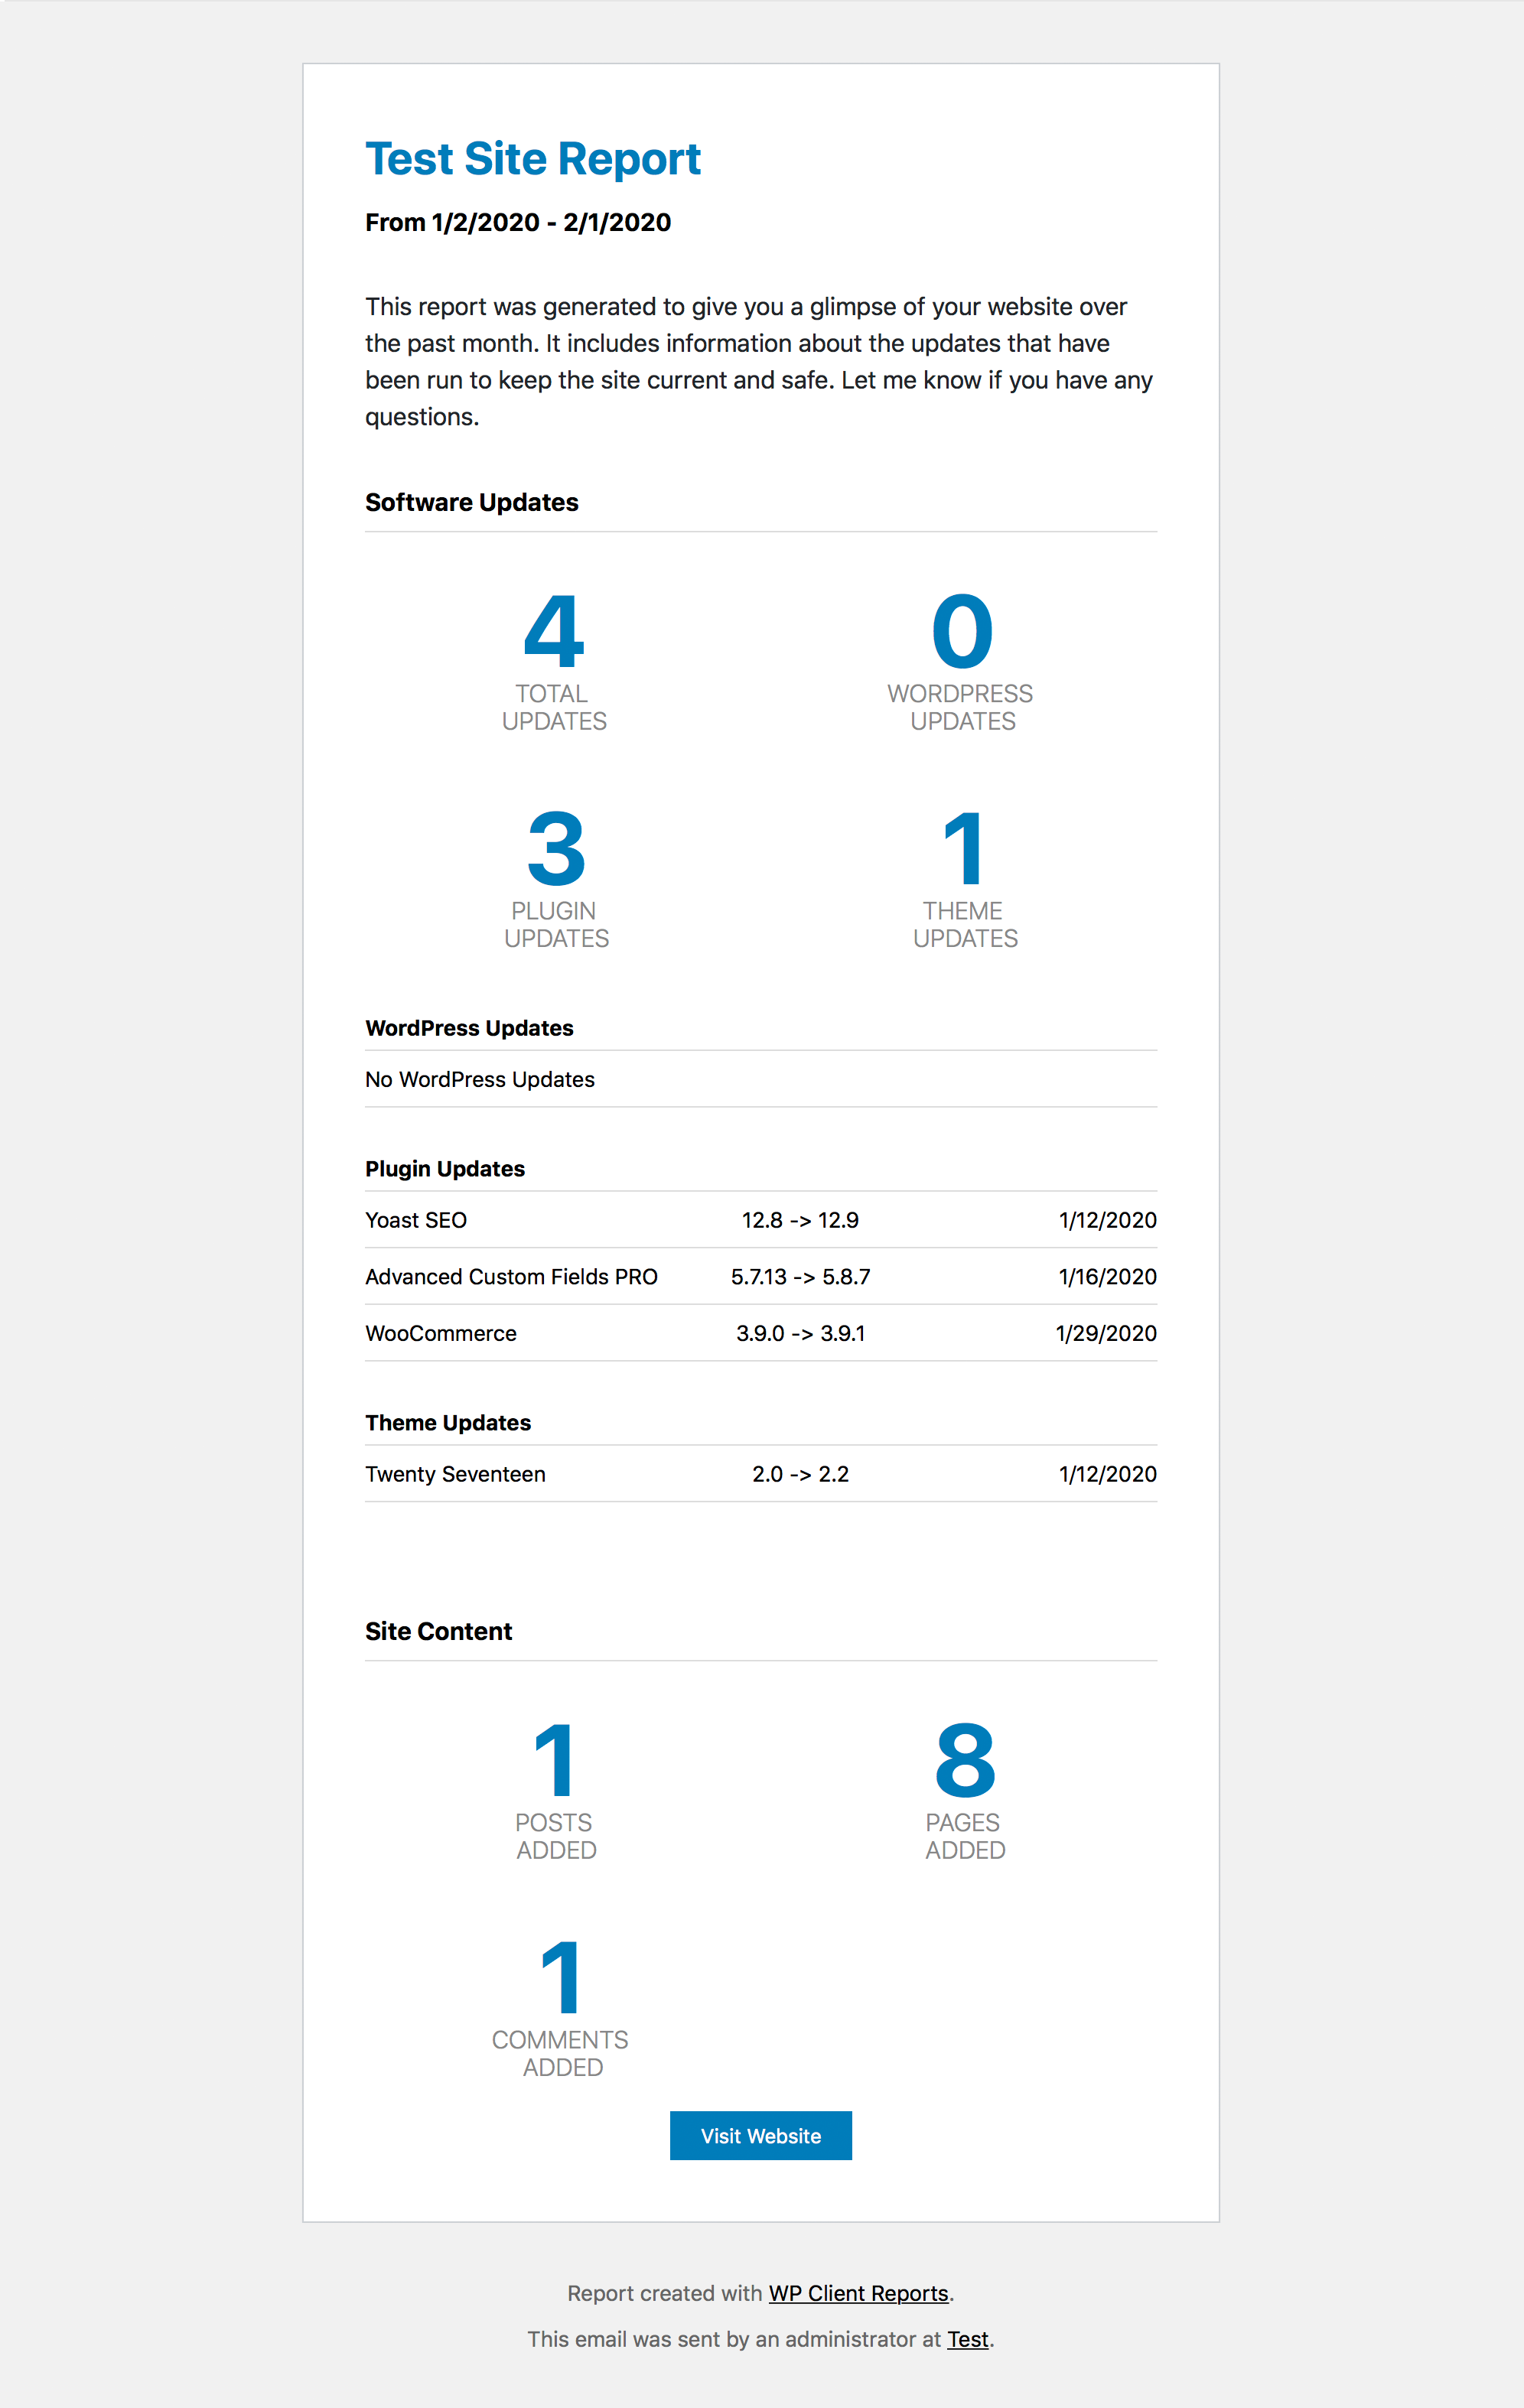 Test Site Report
From 1/2/2020 - 2/1/2020
This report was generated to give you a glimpse of your website over
the past month. It includes information about the updates that have
been run to keep the site current and safe. Let me know if you have any
questions.
Software Updates
4
TOTAL
UPDATES
0
WORDPRESS
UPDATES
3
PLUGIN
UPDATES
1
THEME
UPDATES
WordPress Updates
No WordPress Updates
Plugin Updates
Yoast SEO 12.8 -> 12.9 1/12/2020
Advanced Custom Fields PRO 5.7.13 -> 5.8.7 1/16/2020
WooCommerce 3.9.0 -> 3.9.1 1/29/2020
Theme Updates
Twenty Seventeen 2.0 -> 2.2 1/12/2020
Site Content
1
POSTS
ADDED
8
PAGES
ADDED
1
COMMENTS
ADDED
Visit Website
Report created with WP Client Reports.
This email was sent by an administrator at Test.